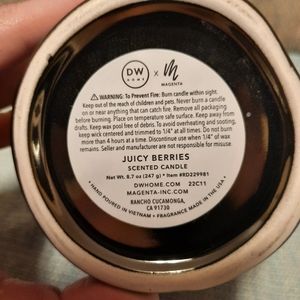 DW
HOME
x
M
MAGENTA
⚠ WARNING: To Prevent Fire: Burn candle within sight.
Keep out of the reach of children and pets. Never burn a candle
on or near anything that can catch fire. Remove all packaging
before burning. Place on temperature safe surface. Keep away from
drafts. Keep wax pool free of debris. To avoid overheating and sooting,
keep wick centered and trimmed to 1/4" at all times. Do not burn
more than 4 hours at a time. Discontinue use when 1/4" of wax
remains. Seller and manufacturer are not responsible for misuse.
JUICY BERRIES
SCENTED CANDLE
Net Wt. 8.7 oz (247 g) • Item #RD229981
DWHOME.COM 22C11
MAGENTA-INC.COM
RANCHO CUCAMONGA,
CA 91730
• HAND POURED IN VIETNAM • FRAGRANCE MADE IN THE USA •